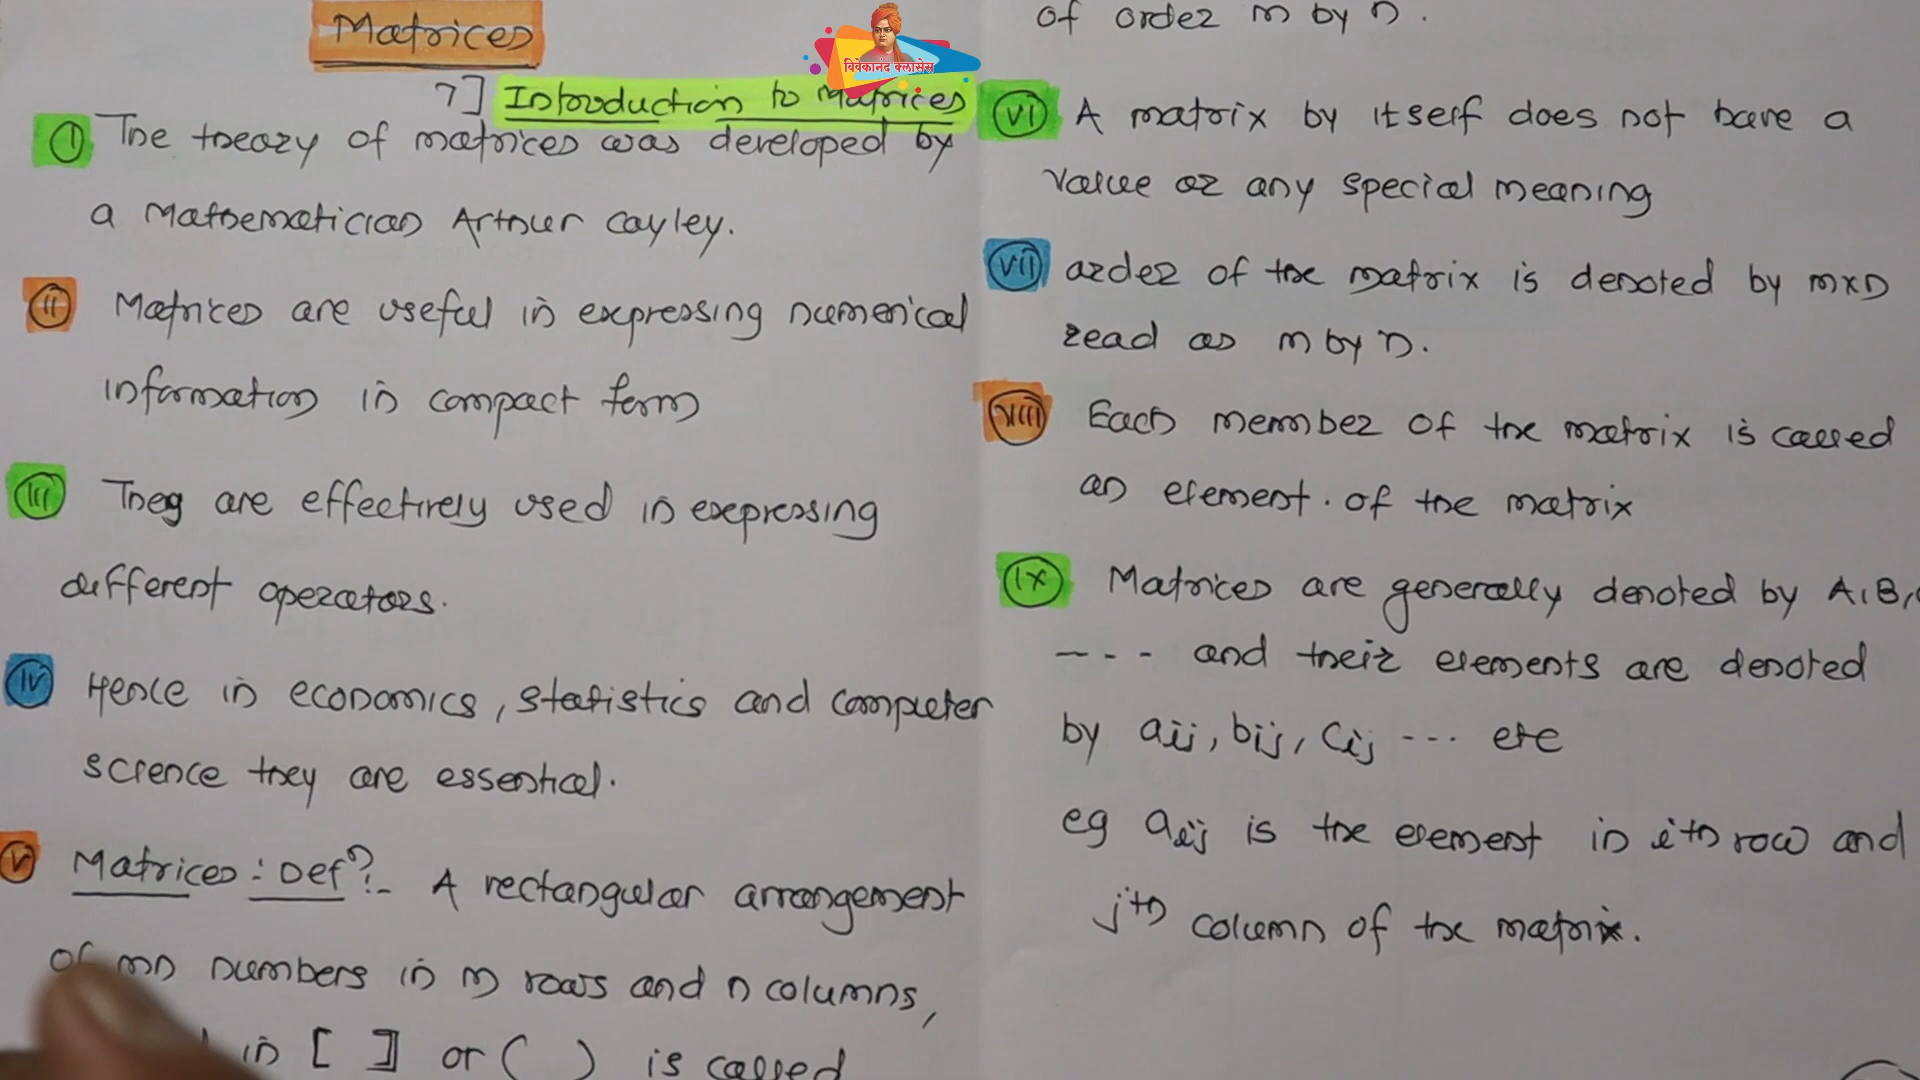 Matrices
विवेकानंद क्लासेस
7] Introduction to Matrices
i The theory of matrices was developed by
a Mathematician Arthur Cayley.
ii Matrices are useful in expressing numerical
information in compact form
iii They are effectively used in expressing
different operators.
iv Hence in economics, statistics and computer
science they are essential.
v Matrices : Defn :- A rectangular arrangement
of mn numbers in m rows and n columns,
in [ ] or ( ) is called
of order m by n.
vi A matrix by itself does not have a
value or any special meaning
vii order of the matrix is denoted by m×n
read as m by n.
viii Each member of the matrix is called
an element. of the matrix
ix Matrices are generally denoted by A, B, C
---- and their elements are denoted
by aij, bij, cij --- etc
eg aij is the element in ith row and
jth column of the matrix.